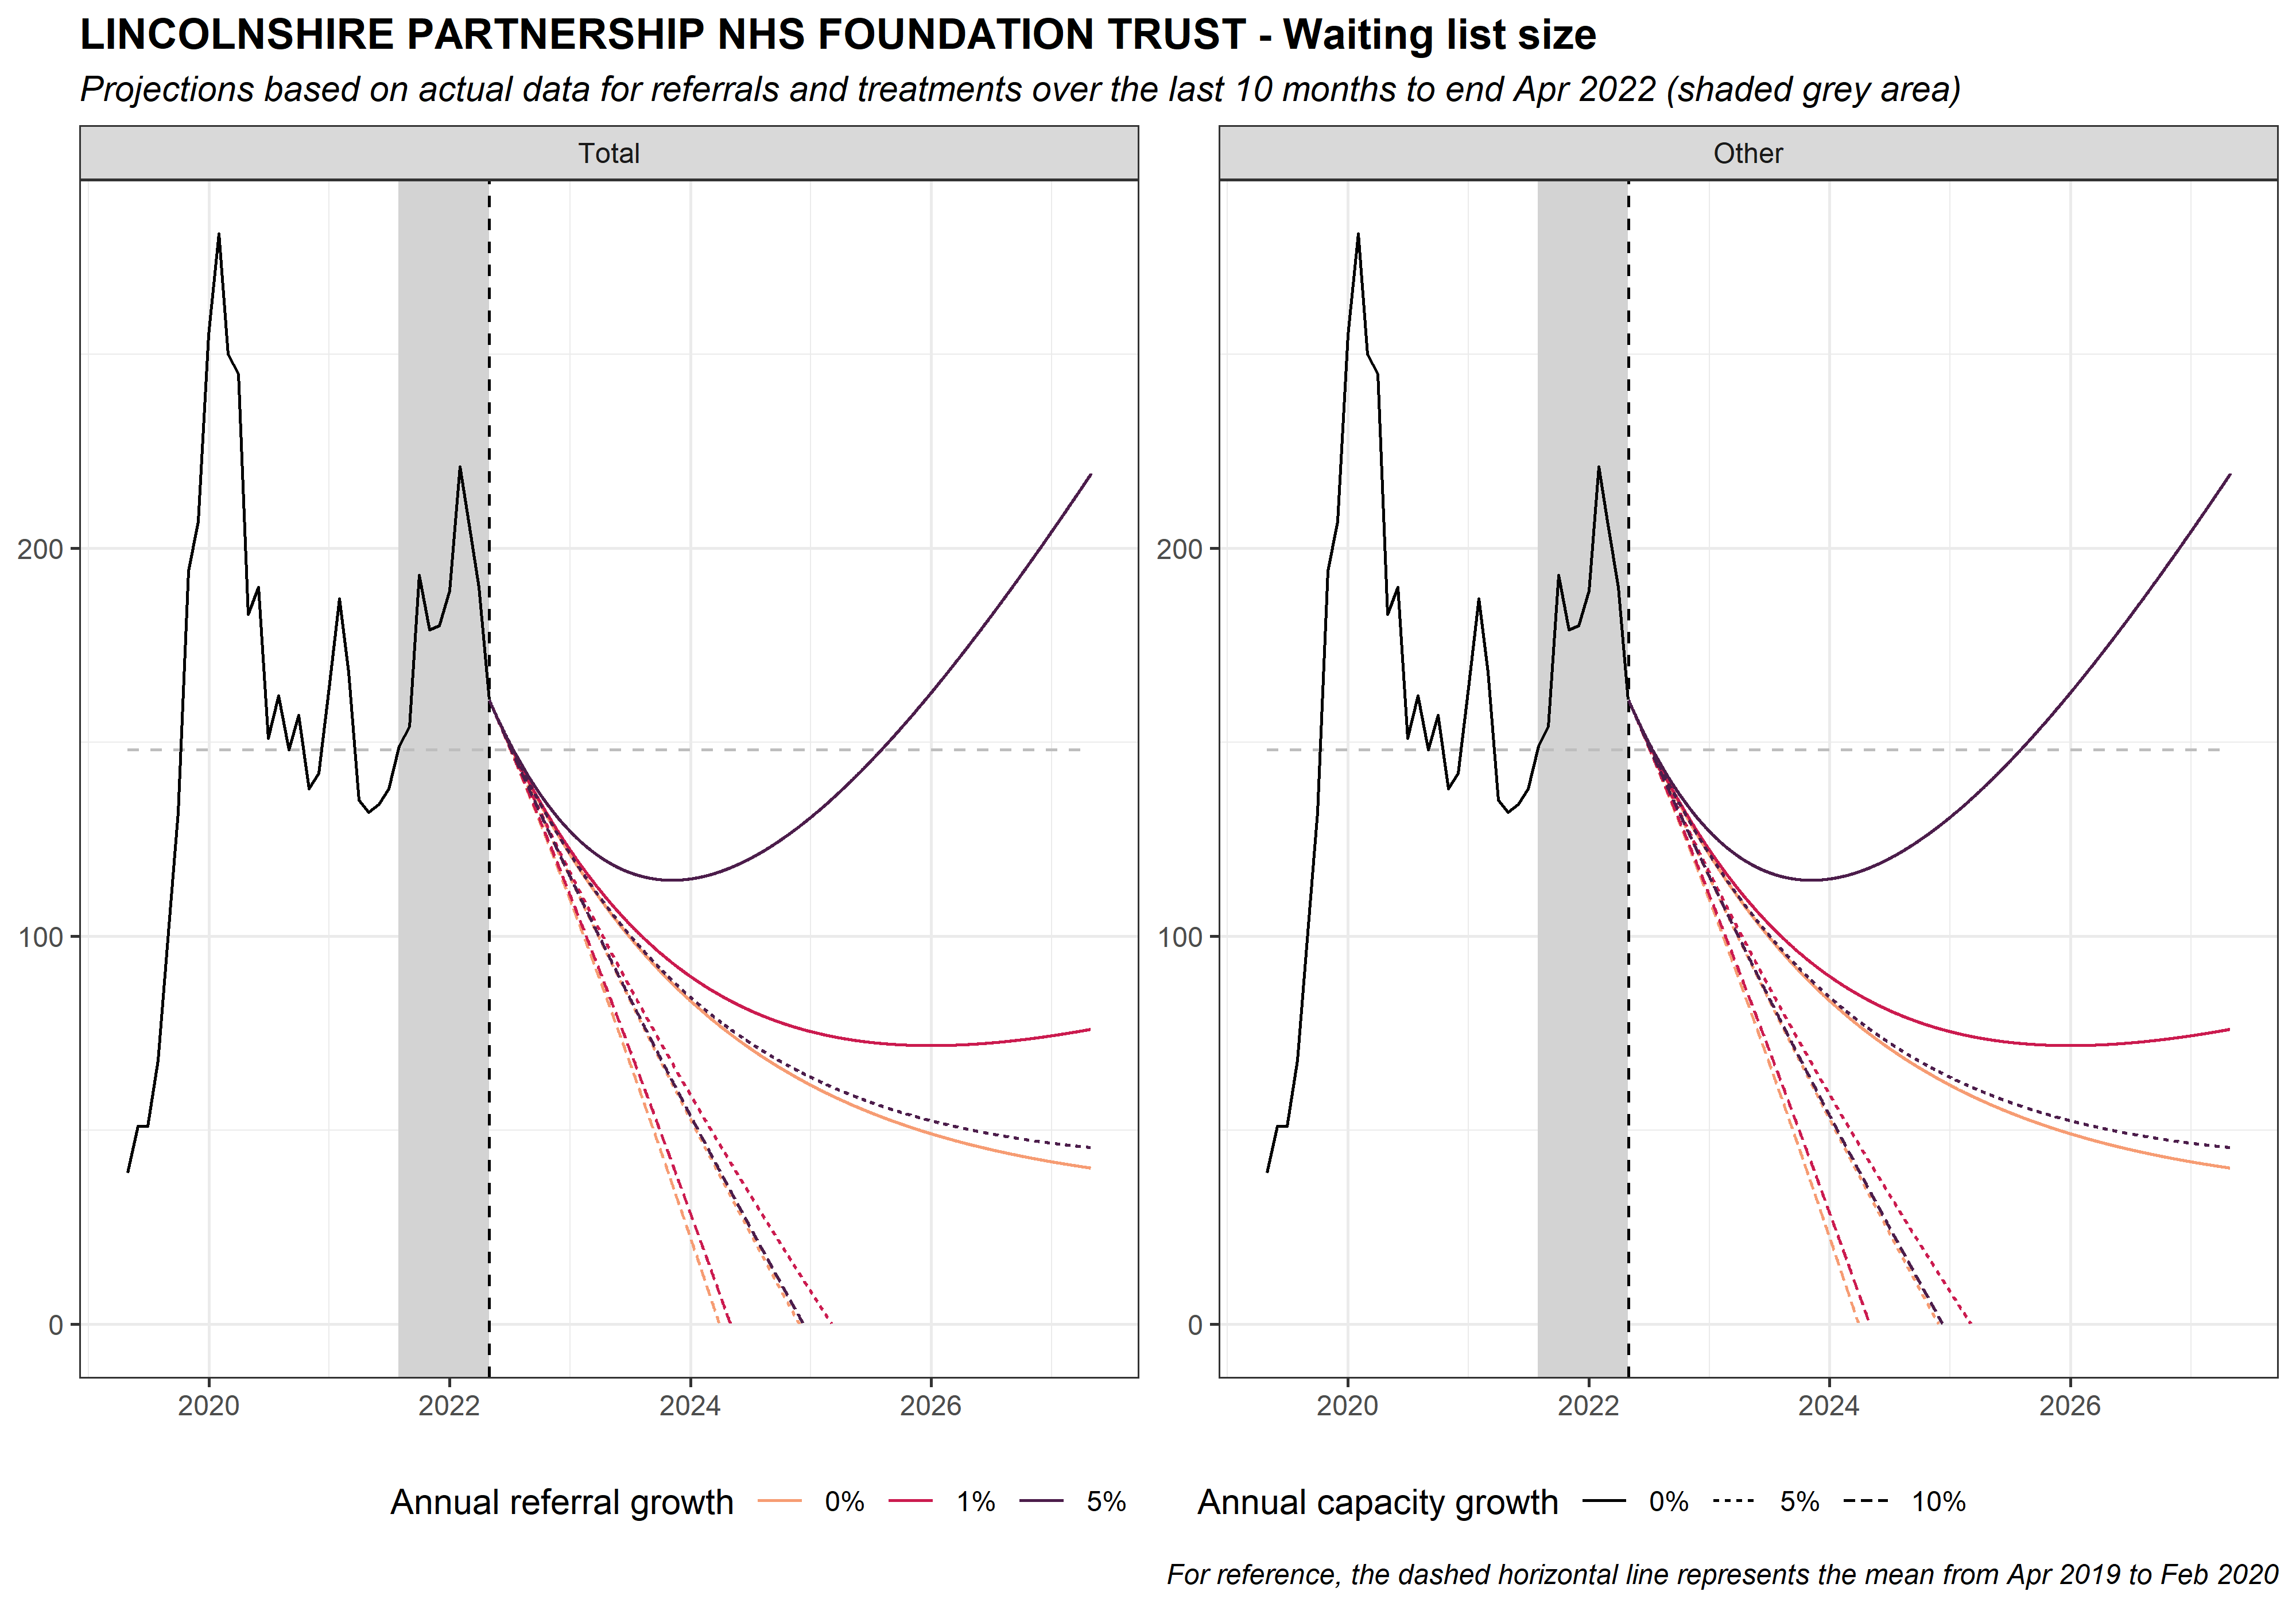 LINCOLNSHIRE PARTNERSHIP NHS FOUNDATION TRUST - Waiting list size
Projections based on actual data for referrals and treatments over the last 10 months to end Apr 2022 (shaded grey area)
Total
Other
200
100
0
200
100
0
2020 2022 2024 2026
2020 2022 2024 2026
Annual referral growth 0% 1% 5% Annual capacity growth 0% 5% 10%
For reference, the dashed horizontal line represents the mean from Apr 2019 to Feb 2020